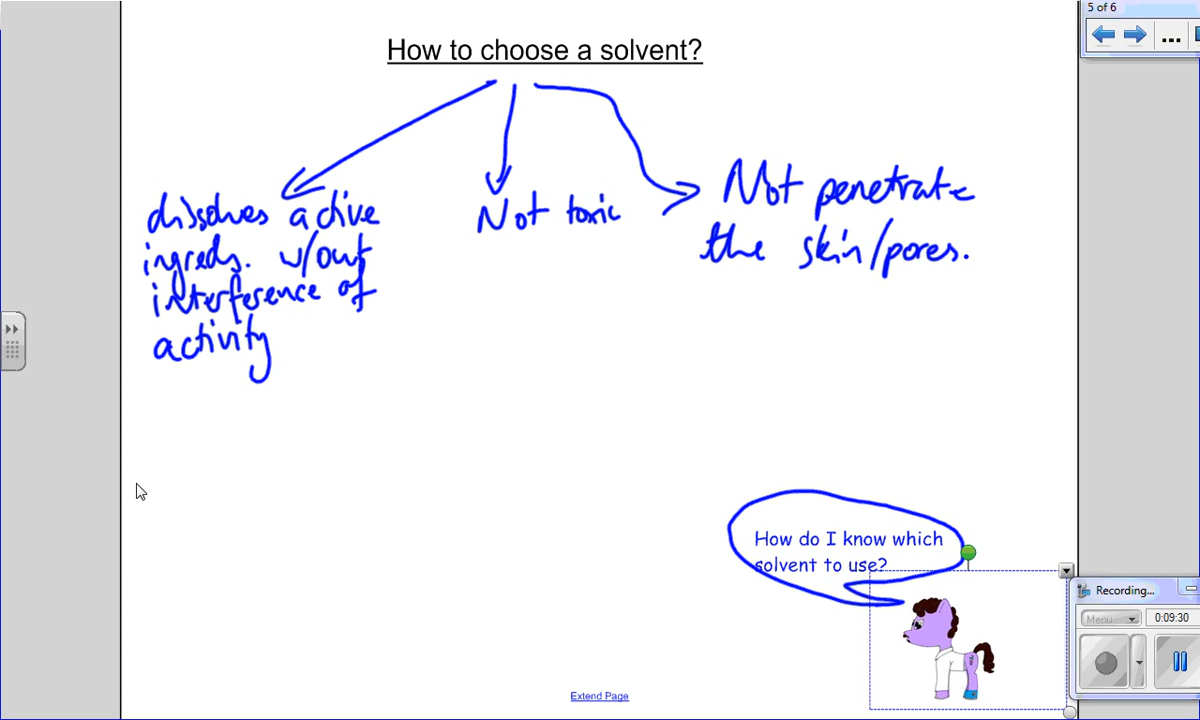 5 of 6
How to choose a solvent?
dissolves active
ingreds. w/out
interference of
activity
Not toxic
Not penetrate
the skin/pores.
How do I know which
solvent to use?
Recording...
Menu
0:09:30
Extend Page